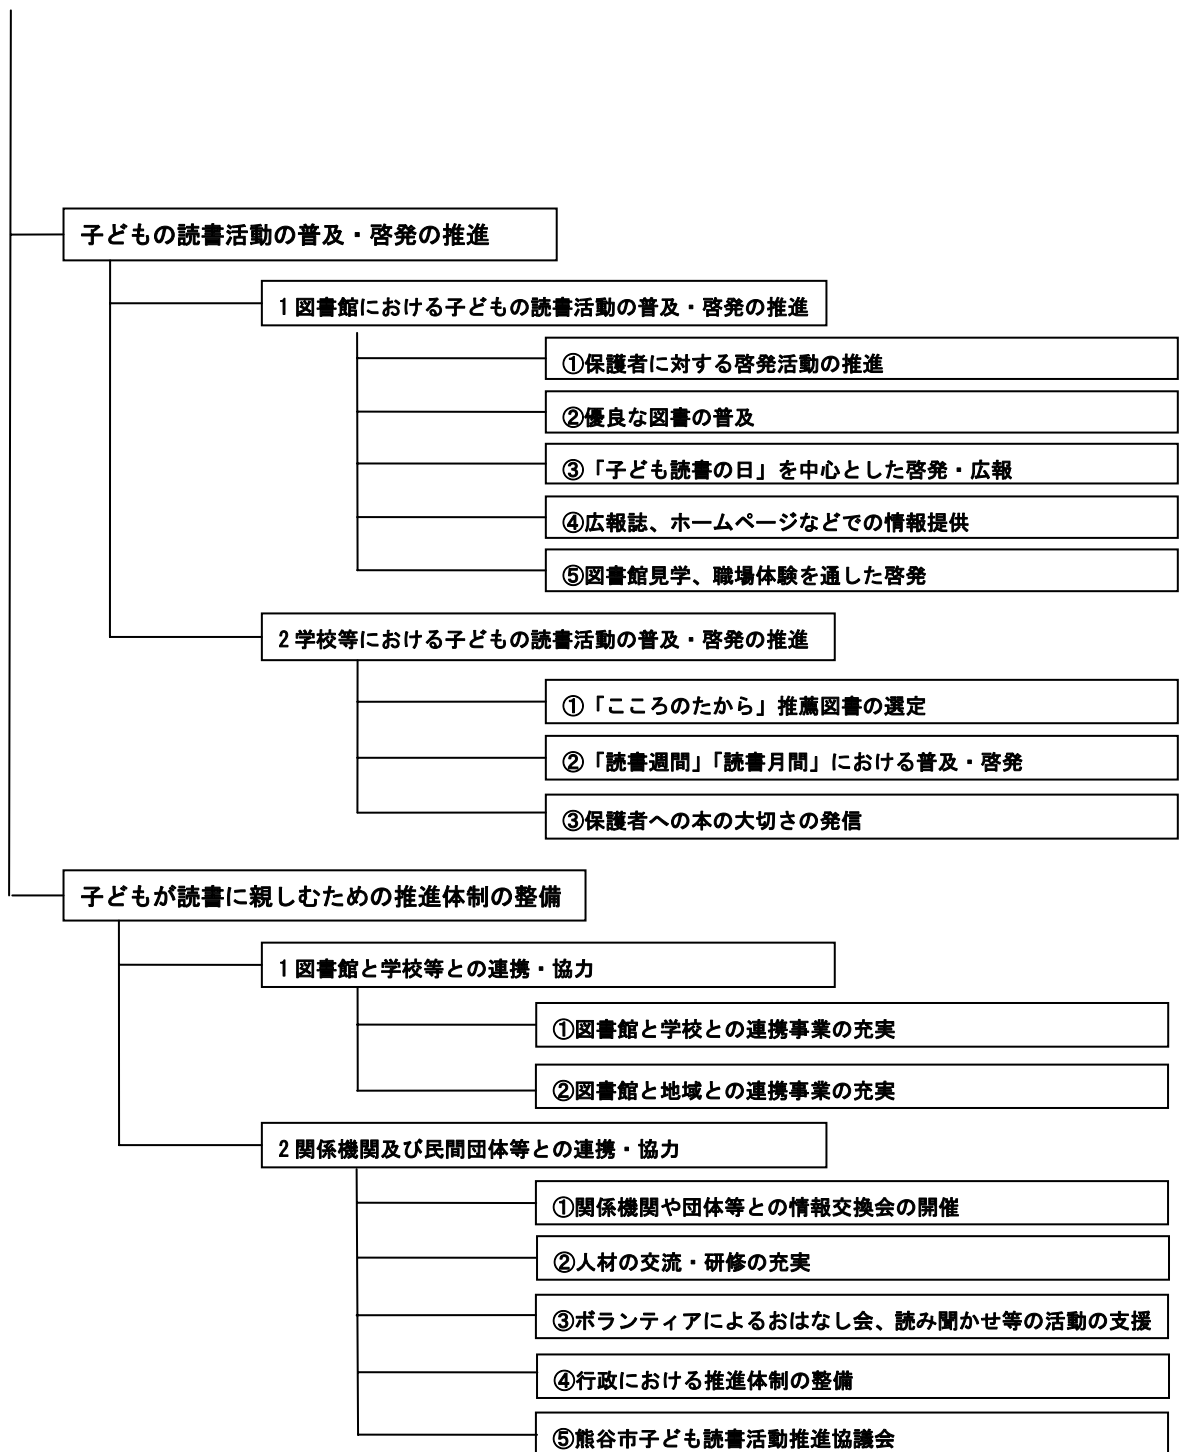 子どもの読書活動の普及・啓発の推進
1 図書館における子どもの読書活動の普及・啓発の推進
①保護者に対する啓発活動の推進
②優良な図書の普及
③「子ども読書の日」を中心とした啓発・広報
④広報誌、ホームページなどでの情報提供
⑤図書館見学、職場体験を通した啓発
2 学校等における子どもの読書活動の普及・啓発の推進
①「こころのたから」推薦図書の選定
②「読書週間」「読書月間」における普及・啓発
③保護者への本の大切さの発信
子どもが読書に親しむための推進体制の整備
1 図書館と学校等との連携・協力
①図書館と学校との連携事業の充実
②図書館と地域との連携事業の充実
2 関係機関及び民間団体等との連携・協力
①関係機関や団体等との情報交換会の開催
②人材の交流・研修の充実
③ボランティアによるおはなし会、読み聞かせ等の活動の支援
④行政における推進体制の整備
⑤熊谷市子ども読書活動推進協議会